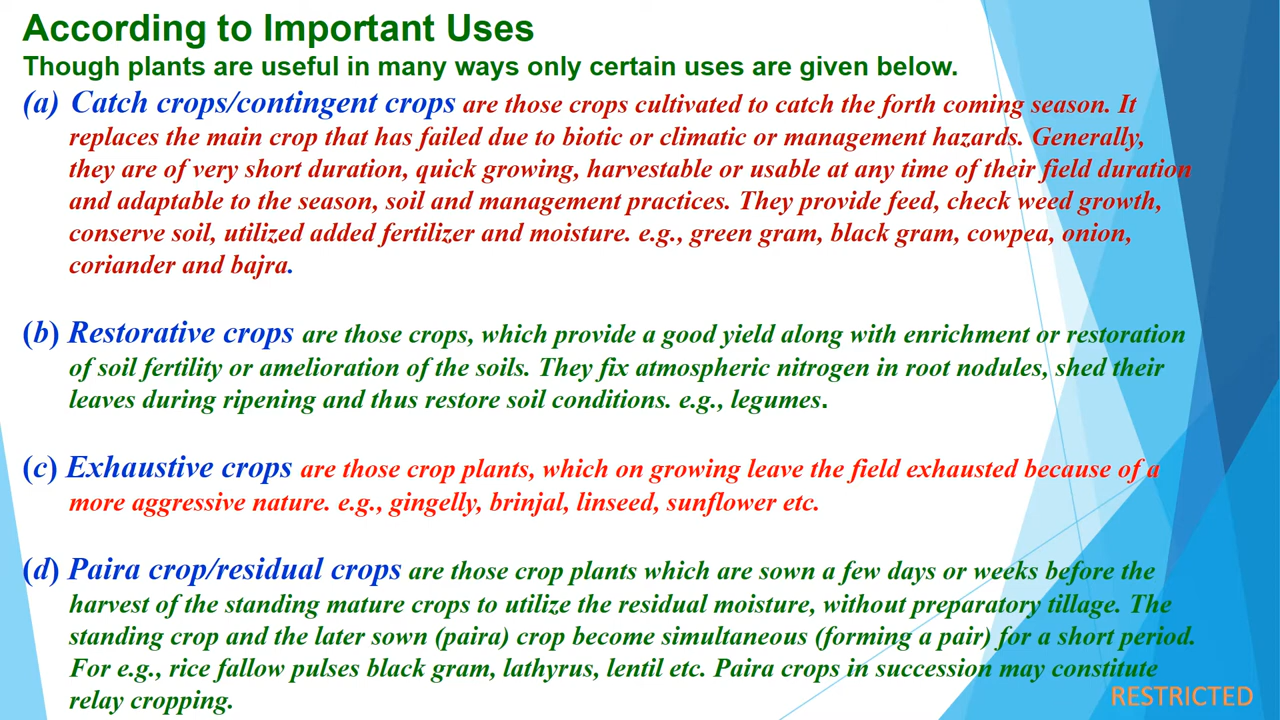 According to Important Uses
Though plants are useful in many ways only certain uses are given below.
(a) Catch crops/contingent crops are those crops cultivated to catch the forth coming season. It
replaces the main crop that has failed due to biotic or climatic or management hazards. Generally,
they are of very short duration, quick growing, harvestable or usable at any time of their field duration
and adaptable to the season, soil and management practices. They provide feed, check weed growth,
conserve soil, utilized added fertilizer and moisture. e.g., green gram, black gram, cowpea, onion,
coriander and bajra.
(b) Restorative crops are those crops, which provide a good yield along with enrichment or restoration
of soil fertility or amelioration of the soils. They fix atmospheric nitrogen in root nodules, shed their
leaves during ripening and thus restore soil conditions. e.g., legumes.
(c) Exhaustive crops are those crop plants, which on growing leave the field exhausted because of a
more aggressive nature. e.g., gingelly, brinjal, linseed, sunflower etc.
(d) Paira crop/residual crops are those crop plants which are sown a few days or weeks before the
harvest of the standing mature crops to utilize the residual moisture, without preparatory tillage. The
standing crop and the later sown (paira) crop become simultaneous (forming a pair) for a short period.
For e.g., rice fallow pulses black gram, lathyrus, lentil etc. Paira crops in succession may constitute
relay cropping.
RESTRICTED